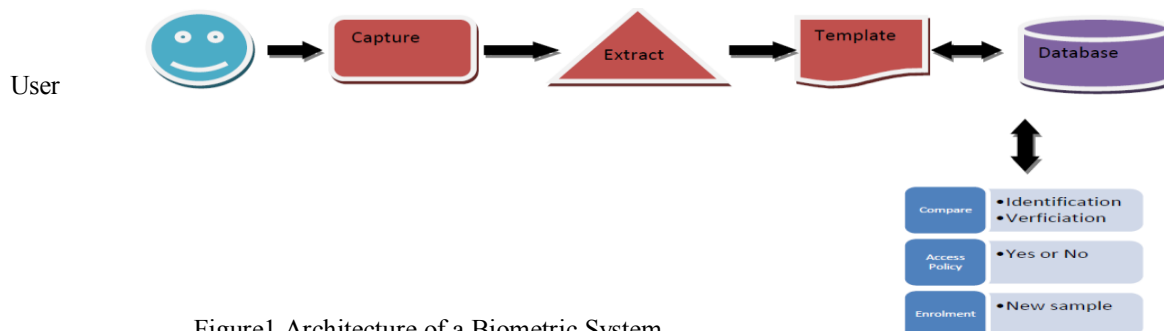 User
Capture
Extract
Template
Database
Compare
•Identification
•Verficiation
Access
Policy
•Yes or No
Enrolment
•New sample
Figure1 Architecture of a Biometric System